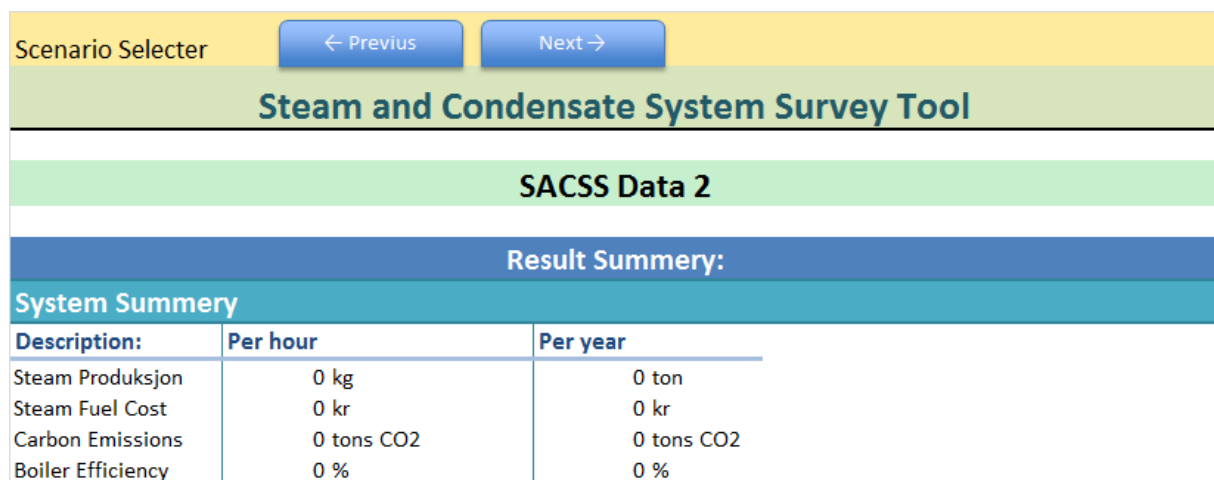 Scenario Selecter ← Previus Next →
Steam and Condensate System Survey Tool
SACSS Data 2
Result Summery:
System Summery
Description: Per hour Per year
Steam Produksjon 0 kg 0 ton
Steam Fuel Cost 0 kr 0 kr
Carbon Emissions 0 tons CO2 0 tons CO2
Boiler Efficiency 0 % 0 %